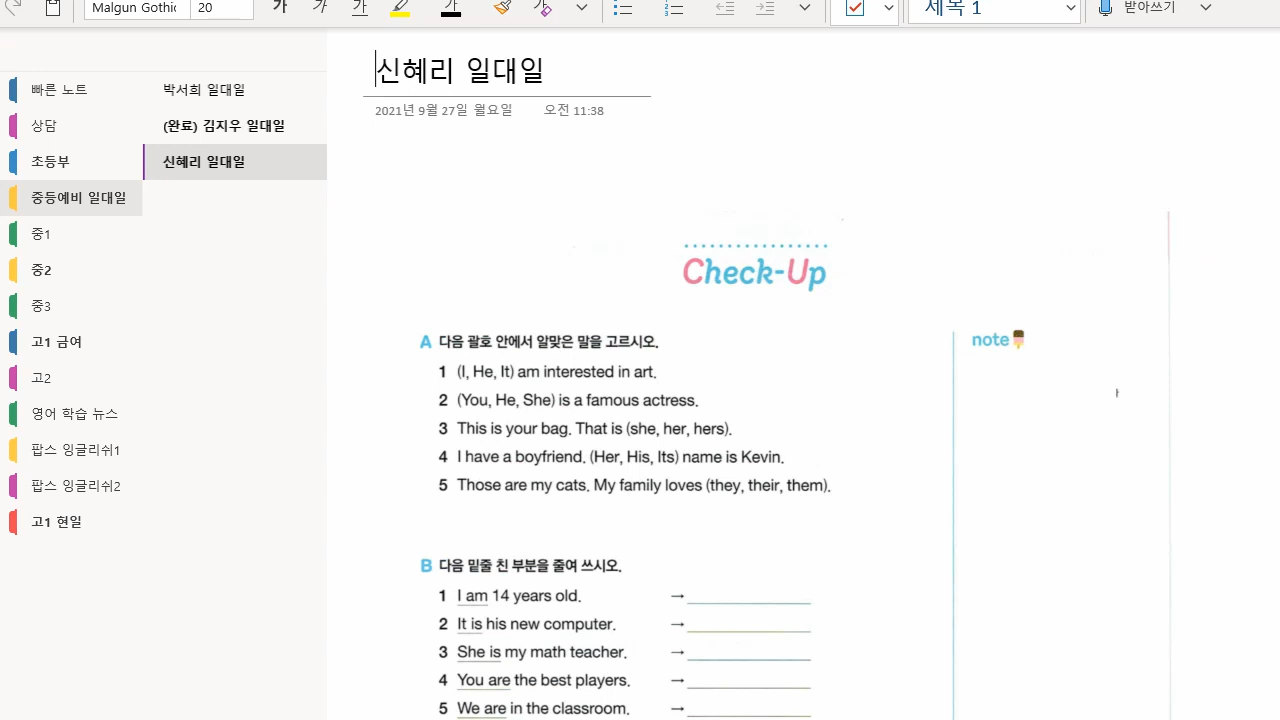 Malgun Gothic 20 가 가 가 가 가 제목 1 받아쓰기
신혜리 일대일
2021년 9월 27일 월요일 오전 11:38
빠른 노트
상담
초등부
중등예비 일대일
중1
중2
중3
고1 금여
고2
영어 학습 뉴스
팝스 잉글리쉬1
팝스 잉글리쉬2
고1 현일
박서희 일대일
(완료) 김지우 일대일
신혜리 일대일
Check-Up
A 다음 괄호 안에서 알맞은 말을 고르시오.
1 (I, He, It) am interested in art.
2 (You, He, She) is a famous actress.
3 This is your bag. That is (she, her, hers).
4 I have a boyfriend. (Her, His, Its) name is Kevin.
5 Those are my cats. My family loves (they, their, them).
B 다음 밑줄 친 부분을 줄여 쓰시오.
1 I am 14 years old. →
2 It is his new computer. →
3 She is my math teacher. →
4 You are the best players. →
5 We are in the classroom. →
note